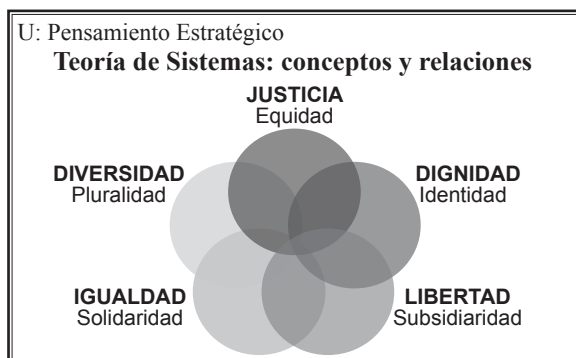 U: Pensamiento Estratégico
Teoría de Sistemas: conceptos y relaciones
JUSTICIA
Equidad
DIVERSIDAD
Pluralidad
DIGNIDAD
Identidad
IGUALDAD
Solidaridad
LIBERTAD
Subsidiaridad